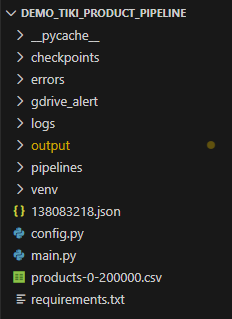 DEMO_TIKI_PRODUCT_PIPELINE
__pycache__
checkpoints
errors
gdrive_alert
logs
output
pipelines
venv
138083218.json
config.py
main.py
products-0-200000.csv
requirements.txt